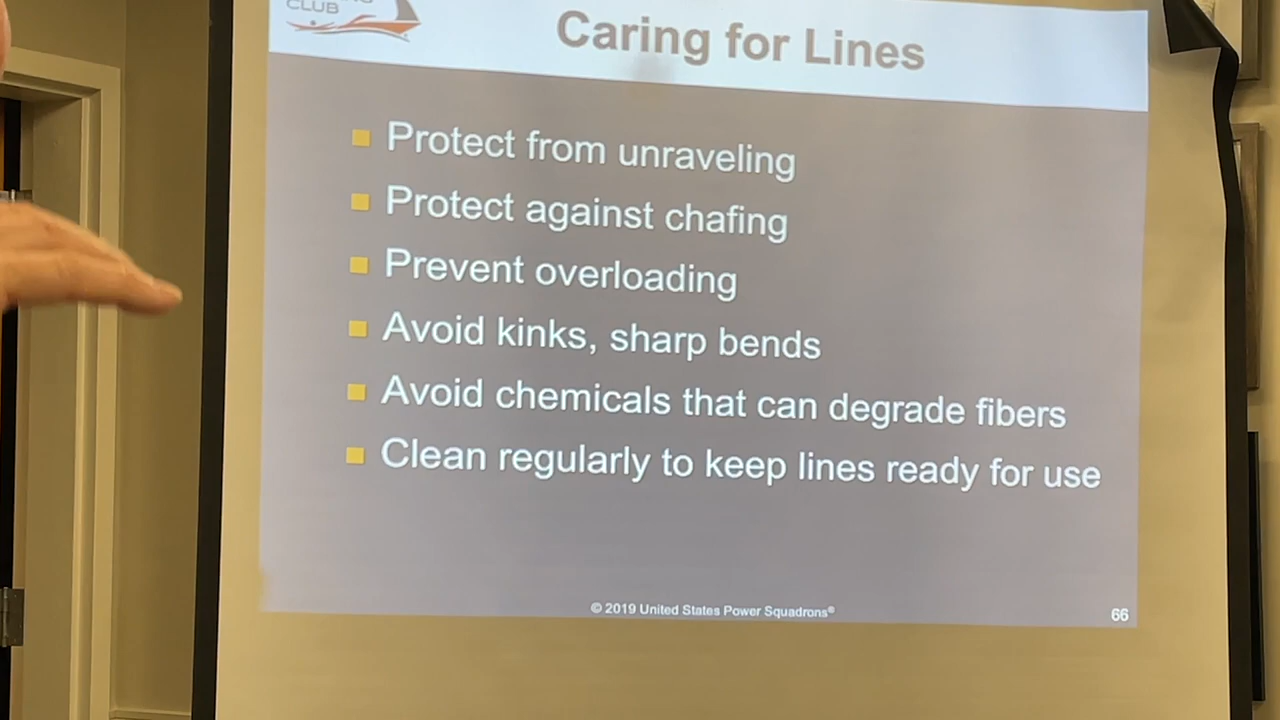 CLUB
Caring for Lines
Protect from unraveling
Protect against chafing
Prevent overloading
Avoid kinks, sharp bends
Avoid chemicals that can degrade fibers
Clean regularly to keep lines ready for use
© 2019 United States Power Squadrons®
66